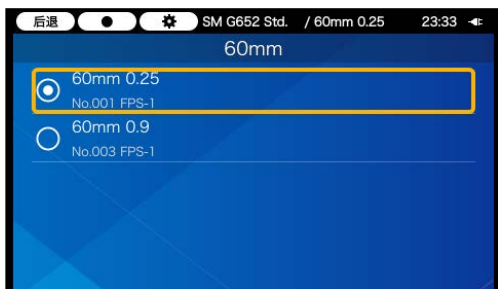 后退 SM G652 Std. / 60mm 0.25 23:33
60mm
60mm 0.25
No.001 FPS-1
60mm 0.9
No.003 FPS-1